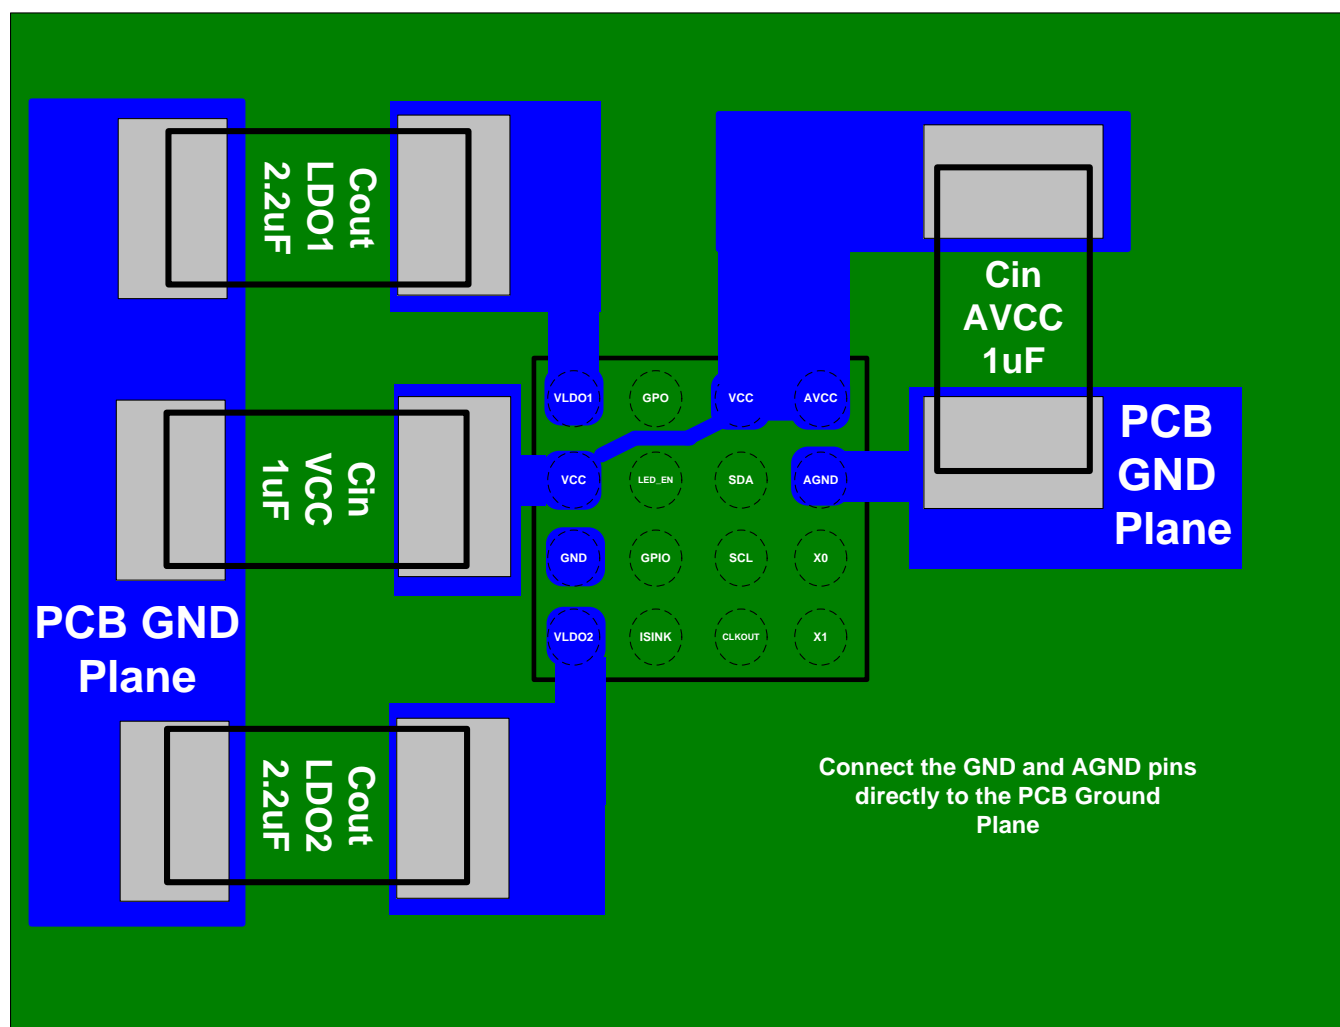 Cout
LDO1
2.2uF
Cin
AVCC
1uF
VLDO1 GPO VCC AVCC
Cin
VCC
1uF
VCC LED_EN SDA AGND
PCB
GND
Plane
GND GPIO SCL X0
PCB GND
Plane
VLDO2 ISINK CLKOUT X1
Cout
LDO2
2.2uF
Connect the GND and AGND pins
directly to the PCB Ground
Plane